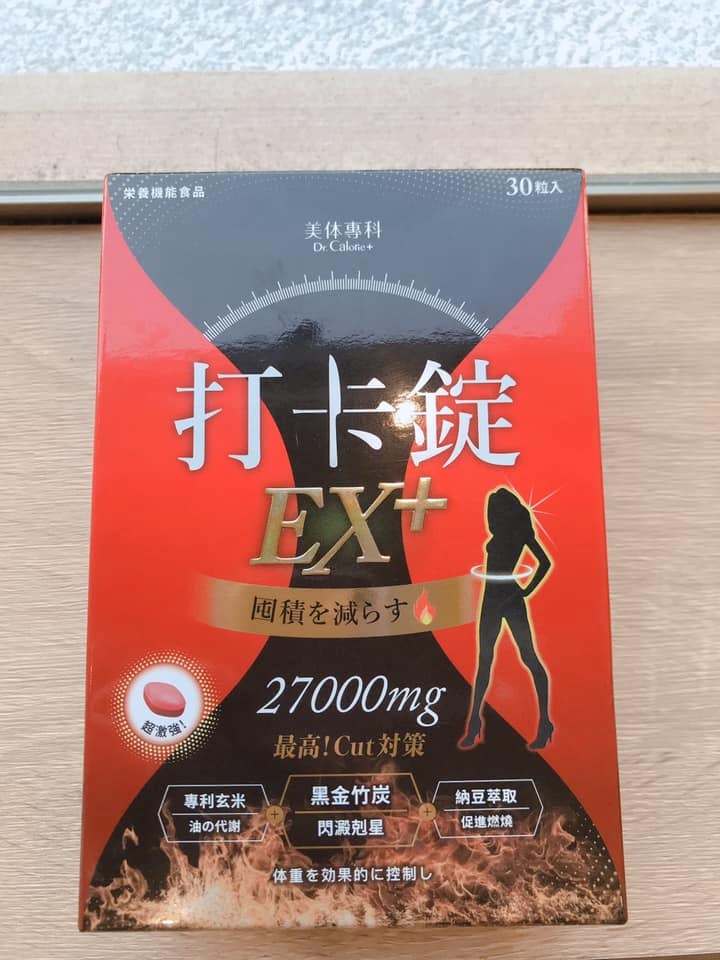 栄養機能食品
30粒入
美体專科
Dr. Calorie+
打卡錠
EX+
囤積を減らす
27000mg
最高!Cut対策
超激強!
專利玄米
油の代謝
+
黑金竹炭
閃澱剋星
+
納豆萃取
促進燃燒
体重を効果的に控制し